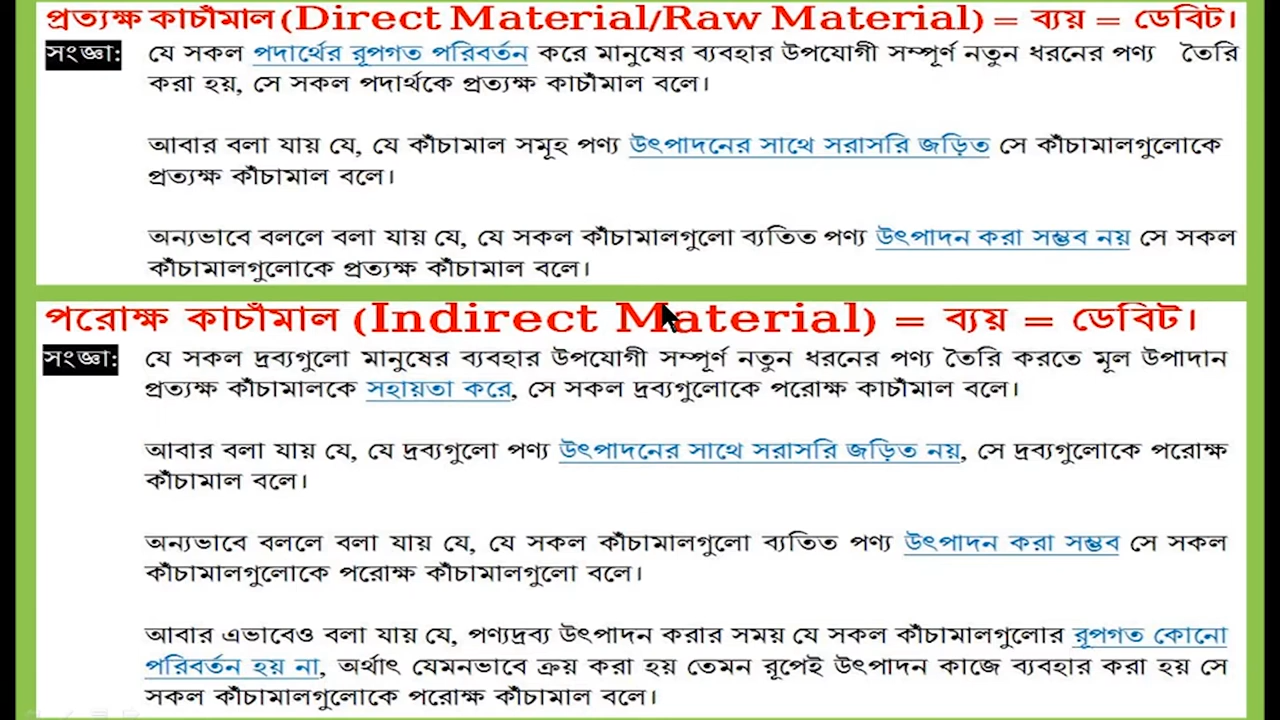 প্রত্যক্ষ কাচাঁমাল (Direct Material/Raw Material) = ব্যয় = ডেবিট।
সংজ্ঞা: যে সকল পদার্থের রূপগত পরিবর্তন করে মানুষের ব্যবহার উপযোগী সম্পূর্ণ নতুন ধরনের পণ্য তৈরি
করা হয়, সে সকল পদার্থকে প্রত্যক্ষ কাচাঁমাল বলে।
আবার বলা যায় যে, যে কাঁচামাল সমূহ পণ্য উৎপাদনের সাথে সরাসরি জড়িত সে কাঁচামালগুলোকে
প্রত্যক্ষ কাঁচামাল বলে।
অন্যভাবে বললে বলা যায় যে, যে সকল কাঁচামালগুলো ব্যতিত পণ্য উৎপাদন করা সম্ভব নয় সে সকল
কাঁচামালগুলোকে প্রত্যক্ষ কাঁচামাল বলে।
পরোক্ষ কাচাঁমাল (Indirect Material) = ব্যয় = ডেবিট।
সংজ্ঞা: যে সকল দ্রব্যগুলো মানুষের ব্যবহার উপযোগী সম্পূর্ণ নতুন ধরনের পণ্য তৈরি করতে মূল উপাদান
প্রত্যক্ষ কাঁচামালকে সহায়তা করে, সে সকল দ্রব্যগুলোকে পরোক্ষ কাচাঁমাল বলে।
আবার বলা যায় যে, যে দ্রব্যগুলো পণ্য উৎপাদনের সাথে সরাসরি জড়িত নয়, সে দ্রব্যগুলোকে পরোক্ষ
কাঁচামাল বলে।
অন্যভাবে বললে বলা যায় যে, যে সকল কাঁচামালগুলো ব্যতিত পণ্য উৎপাদন করা সম্ভব সে সকল
কাঁচামালগুলোকে পরোক্ষ কাঁচামালগুলো বলে।
আবার এভাবেও বলা যায় যে, পণ্যদ্রব্য উৎপাদন করার সময় যে সকল কাঁচামালগুলোর রূপগত কোনো
পরিবর্তন হয় না, অর্থাৎ যেমনভাবে ক্রয় করা হয় তেমন রূপেই উৎপাদন কাজে ব্যবহার করা হয় সে
সকল কাঁচামালগুলোকে পরোক্ষ কাঁচামাল বলে।